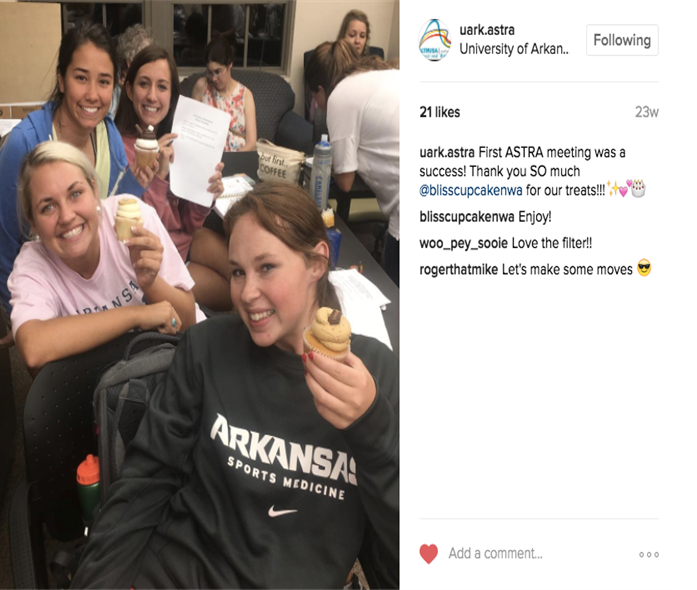 ARKANSAS
but first..
COFFEE
ARKANSAS
SPORTS MEDICINE
uark.astra
University of Arkan..
Following
21 likes
23w
uark.astra First ASTRA meeting was a
success! Thank you SO much
@blisscupcakenwa for our treats!!! ✨💕🎂
blisscupcakenwa Enjoy!
woo_pey_sooie Love the filter!!
rogerthatmike Let's make some moves 😎
Add a comment...